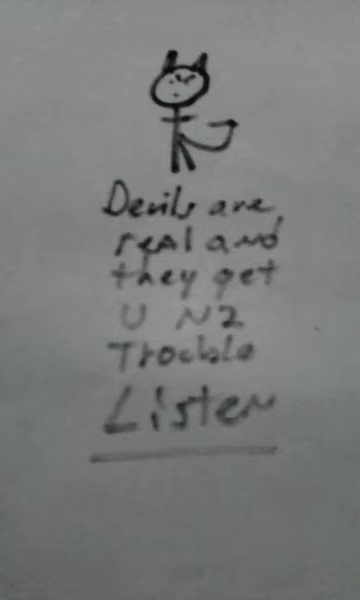 Devils are
real and
they get
U N2
Trouble
Listen